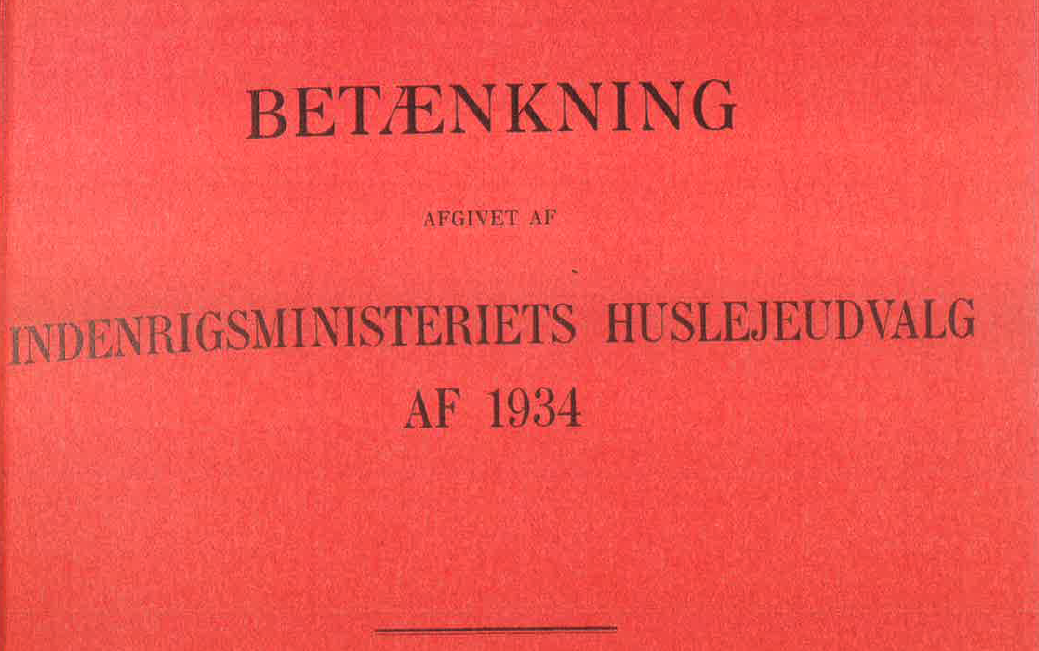 BETÆNKNING
AFGIVET AF
INDENRIGSMINISTERIETS HUSLEJEUDVALG
AF 1934